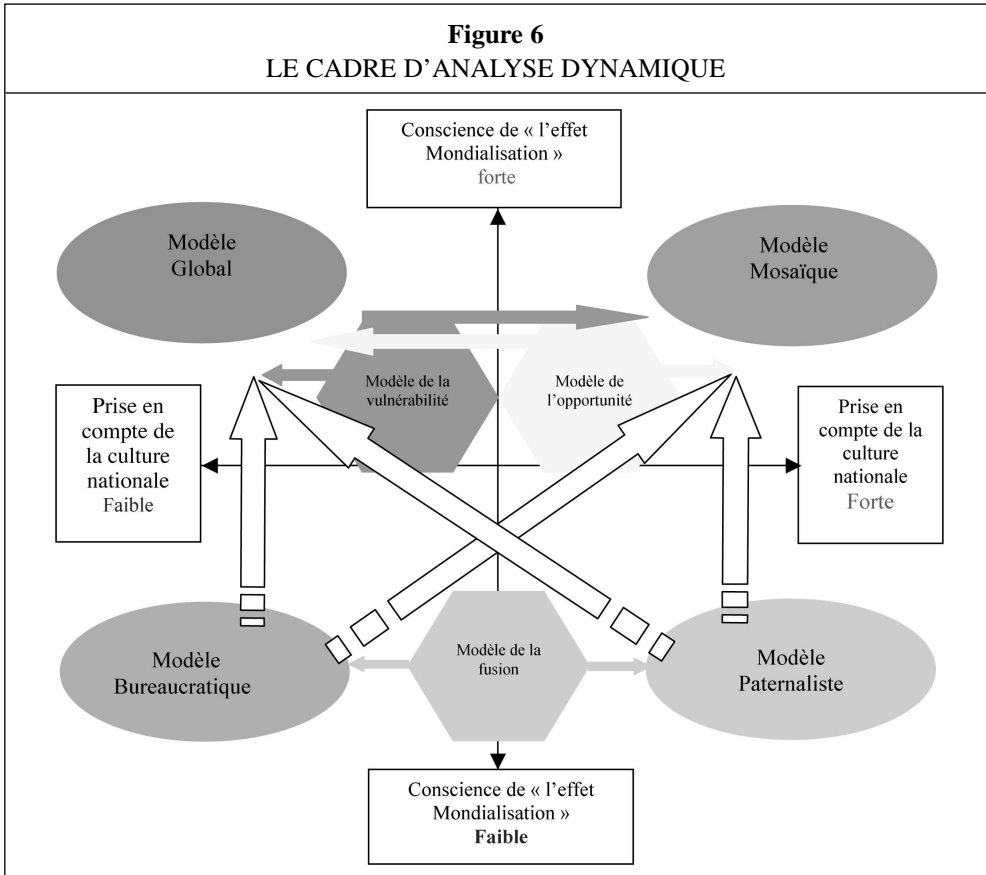 Figure 6
LE CADRE D’ANALYSE DYNAMIQUE
Conscience de « l’effet
Mondialisation »
forte
Modèle
Global
Modèle
Mosaïque
Modèle de la
vulnérabilité
Modèle de
l’opportunité
Prise en
compte de
la culture
nationale
Faible
Prise en
compte de la
culture
nationale
Forte
Modèle
Bureaucratique
Modèle de la
fusion
Modèle
Paternaliste
Conscience de « l’effet
Mondialisation »
Faible